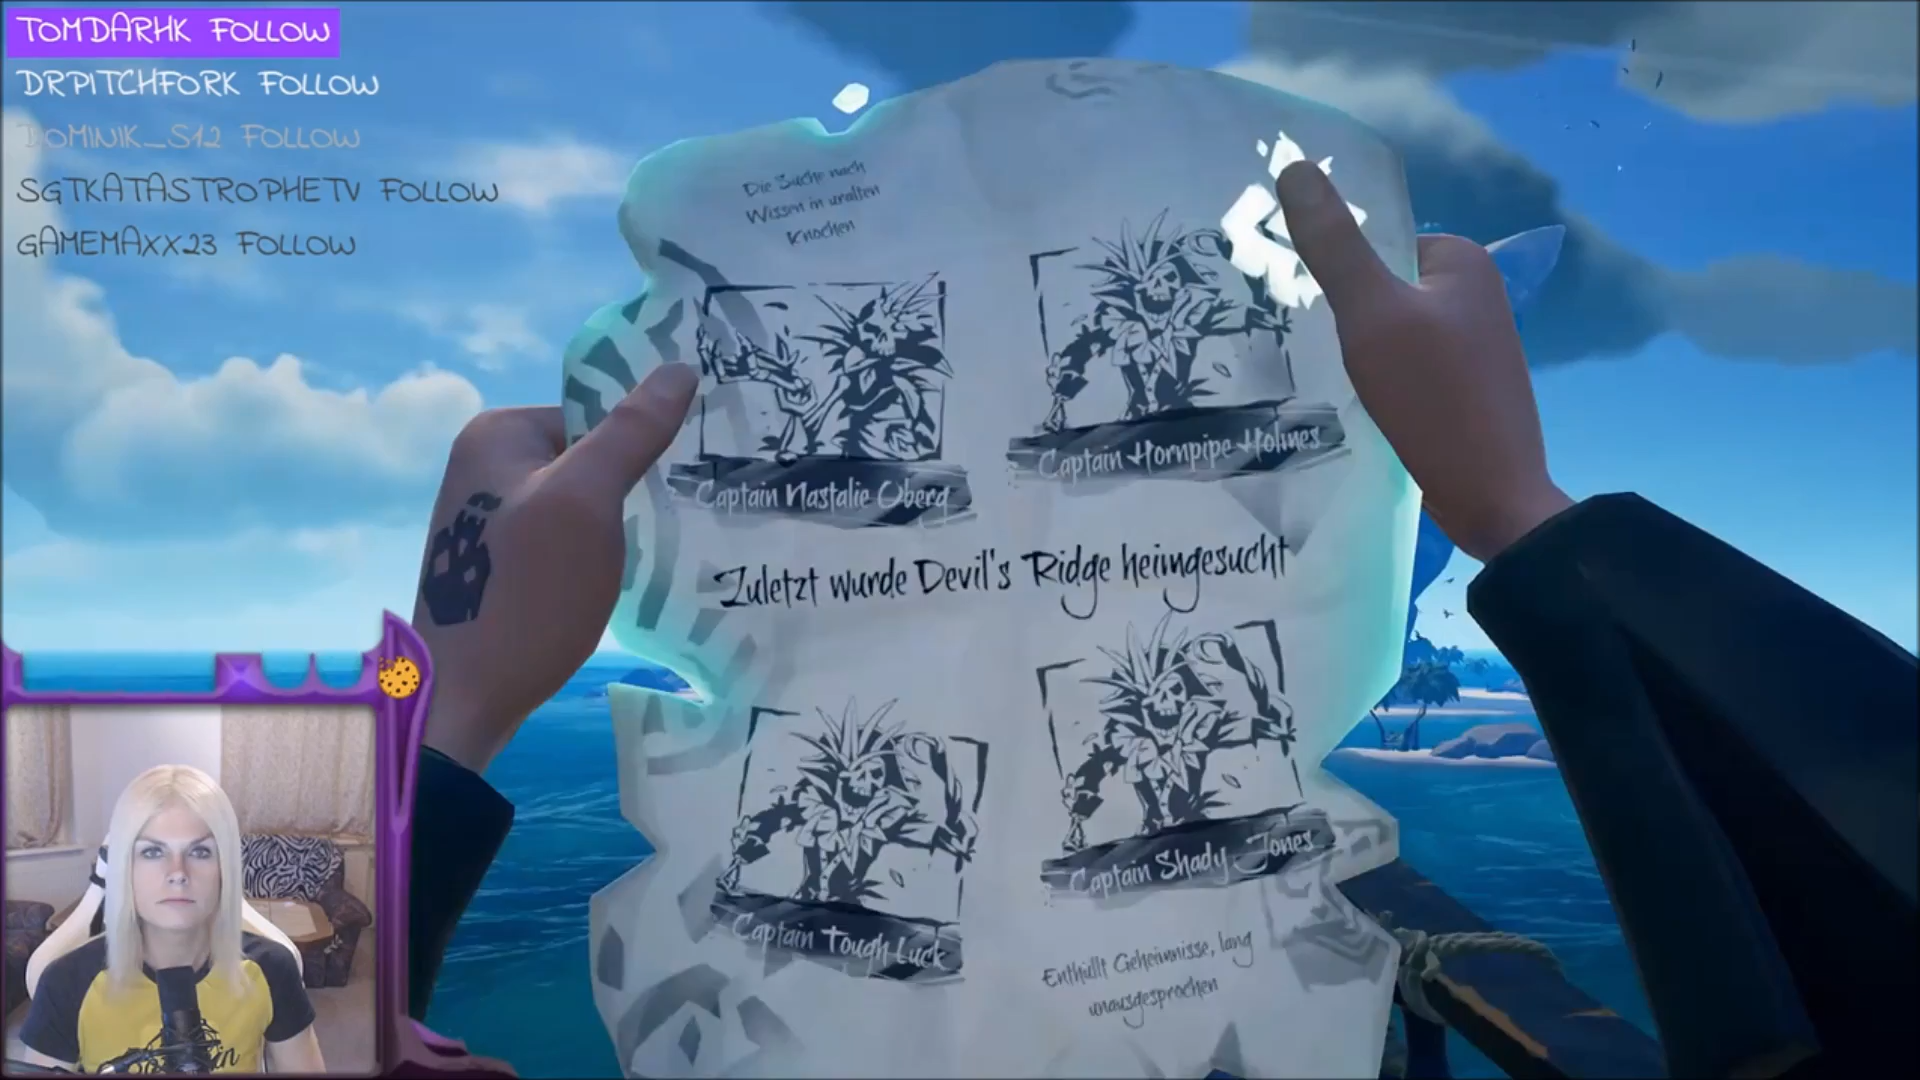 TOMDARHK FOLLOW
DRPITCHFORK FOLLOW
DOMINIK_S12 FOLLOW
SGTKATASTROPHETV FOLLOW
GAMEMAXX23 FOLLOW
Die Suche nach
Wissen in uralten
Knochen
Captain Nastalie Oberg
Captain Hornpipe Holmes
Zuletzt wurde Devil's Ridge heimgesucht
Captain Tough Luck
Captain Shady Jones
Enthüllt Geheimnisse, lang
unausgesprochen